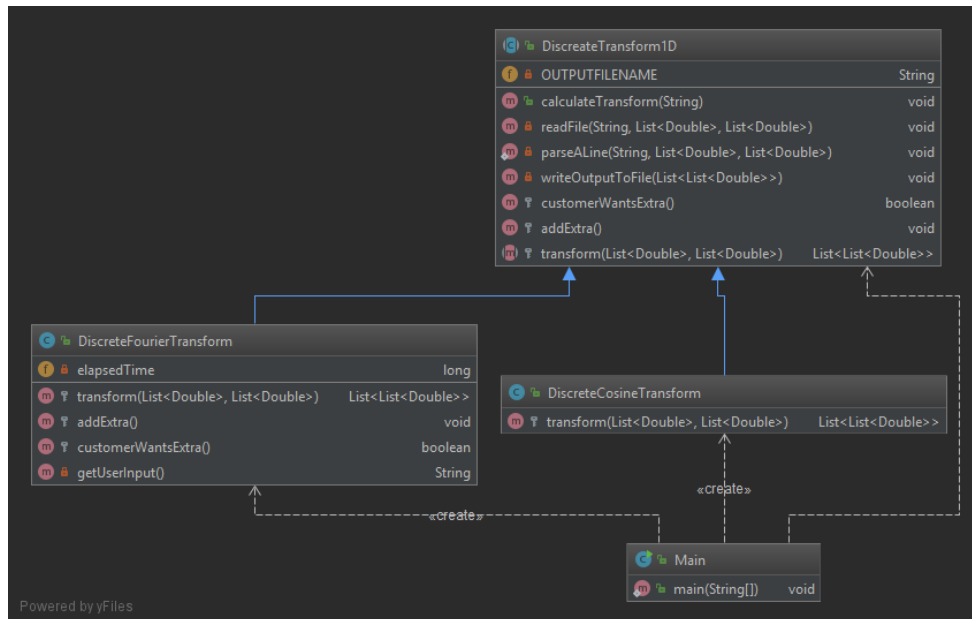 DiscreateTransform1D
OUTPUTFILENAME String
calculateTransform(String) void
readFile(String, List<Double>, List<Double>) void
parseALine(String, List<Double>, List<Double>) void
writeOutputToFile(List<List<Double>>) void
customerWantsExtra() boolean
addExtra() void
transform(List<Double>, List<Double>) List<List<Double>>
DiscreteFourierTransform
elapsedTime long
transform(List<Double>, List<Double>) List<List<Double>>
addExtra() void
customerWantsExtra() boolean
getUserInput() String
DiscreteCosineTransform
transform(List<Double>, List<Double>) List<List<Double>>
«create»
«create»
Main
main(String[]) void
Powered by yFiles